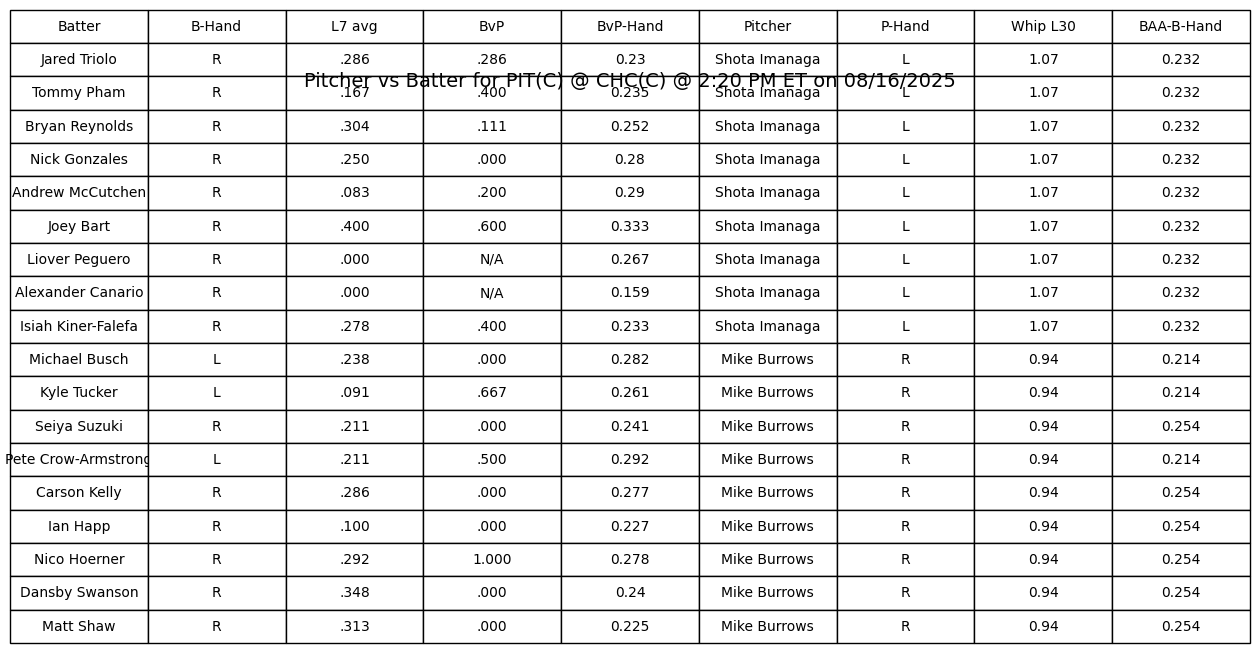 Batter B-Hand L7 avg BvP BvP-Hand Pitcher P-Hand Whip L30 BAA-B-Hand
Jared Triolo R .286 .286 0.23 Shota Imanaga L 1.07 0.232
Pitcher vs Batter for PIT(C) @ CHC(C) @ 2:20 PM ET on 08/16/2025
Tommy Pham R .167 .400 0.235 Shota Imanaga L 1.07 0.232
Bryan Reynolds R .304 .111 0.252 Shota Imanaga L 1.07 0.232
Nick Gonzales R .250 .000 0.28 Shota Imanaga L 1.07 0.232
Andrew McCutchen R .083 .200 0.29 Shota Imanaga L 1.07 0.232
Joey Bart R .400 .600 0.333 Shota Imanaga L 1.07 0.232
Liover Peguero R .000 N/A 0.267 Shota Imanaga L 1.07 0.232
Alexander Canario R .000 N/A 0.159 Shota Imanaga L 1.07 0.232
Isiah Kiner-Falefa R .278 .400 0.233 Shota Imanaga L 1.07 0.232
Michael Busch L .238 .000 0.282 Mike Burrows R 0.94 0.214
Kyle Tucker L .091 .667 0.261 Mike Burrows R 0.94 0.214
Seiya Suzuki R .211 .000 0.241 Mike Burrows R 0.94 0.254
Pete Crow-Armstrong L .211 .500 0.292 Mike Burrows R 0.94 0.214
Carson Kelly R .286 .000 0.277 Mike Burrows R 0.94 0.254
Ian Happ R .100 .000 0.227 Mike Burrows R 0.94 0.254
Nico Hoerner R .292 1.000 0.278 Mike Burrows R 0.94 0.254
Dansby Swanson R .348 .000 0.24 Mike Burrows R 0.94 0.254
Matt Shaw R .313 .000 0.225 Mike Burrows R 0.94 0.254